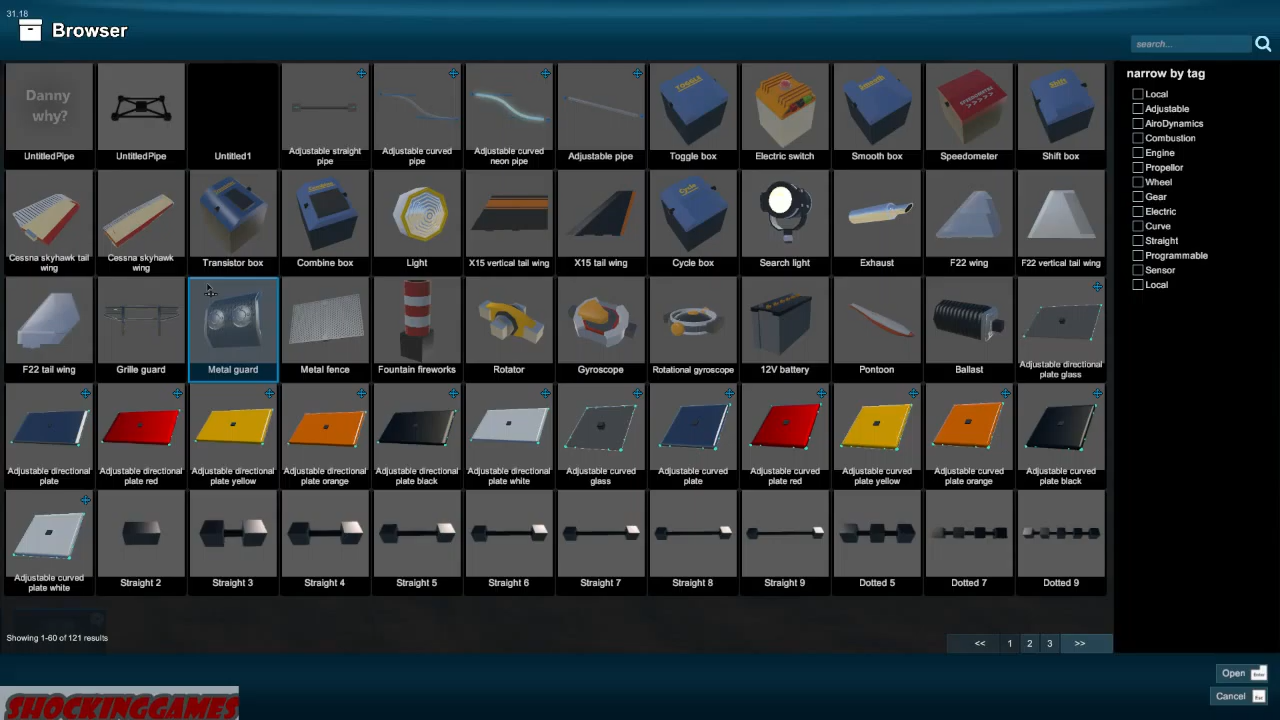 31.18
Browser
search...
narrow by tag
Local
Adjustable
AiroDynamics
Combustion
Engine
Propellor
Wheel
Gear
Electric
Curve
Straight
Programmable
Sensor
Local
Danny
why?
UntitledPipe
UntitledPipe
Untitled1
Adjustable straight
pipe
Adjustable curved
pipe
Adjustable curved
neon pipe
Adjustable pipe
TOGGLE
Toggle box
Electric switch
Smooth
Smooth box
SPEEDOMETER
Speedometer
Shift
Shift box
Cessna skyhawk tail
wing
Cessna skyhawk
wing
Transistor box
Combine box
Light
X15 vertical tail wing
X15 tail wing
Cycle
Cycle box
Search light
Exhaust
F22 wing
F22 vertical tail wing
F22 tail wing
Grille guard
Metal guard
Metal fence
Fountain fireworks
Rotator
Gyroscope
Rotational gyroscope
12V battery
Pontoon
Ballast
Adjustable directional
plate glass
Adjustable directional
plate
Adjustable directional
plate red
Adjustable directional
plate yellow
Adjustable directional
plate orange
Adjustable directional
plate black
Adjustable directional
plate white
Adjustable curved
glass
Adjustable curved
plate
Adjustable curved
plate red
Adjustable curved
plate yellow
Adjustable curved
plate orange
Adjustable curved
plate black
Adjustable curved
plate white
Straight 2
Straight 3
Straight 4
Straight 5
Straight 6
Straight 7
Straight 8
Straight 9
Dotted 5
Dotted 7
Dotted 9
Showing 1-60 of 121 results
<< 1 2 3 >>
Open
Cancel
SHOCKINGGAMES